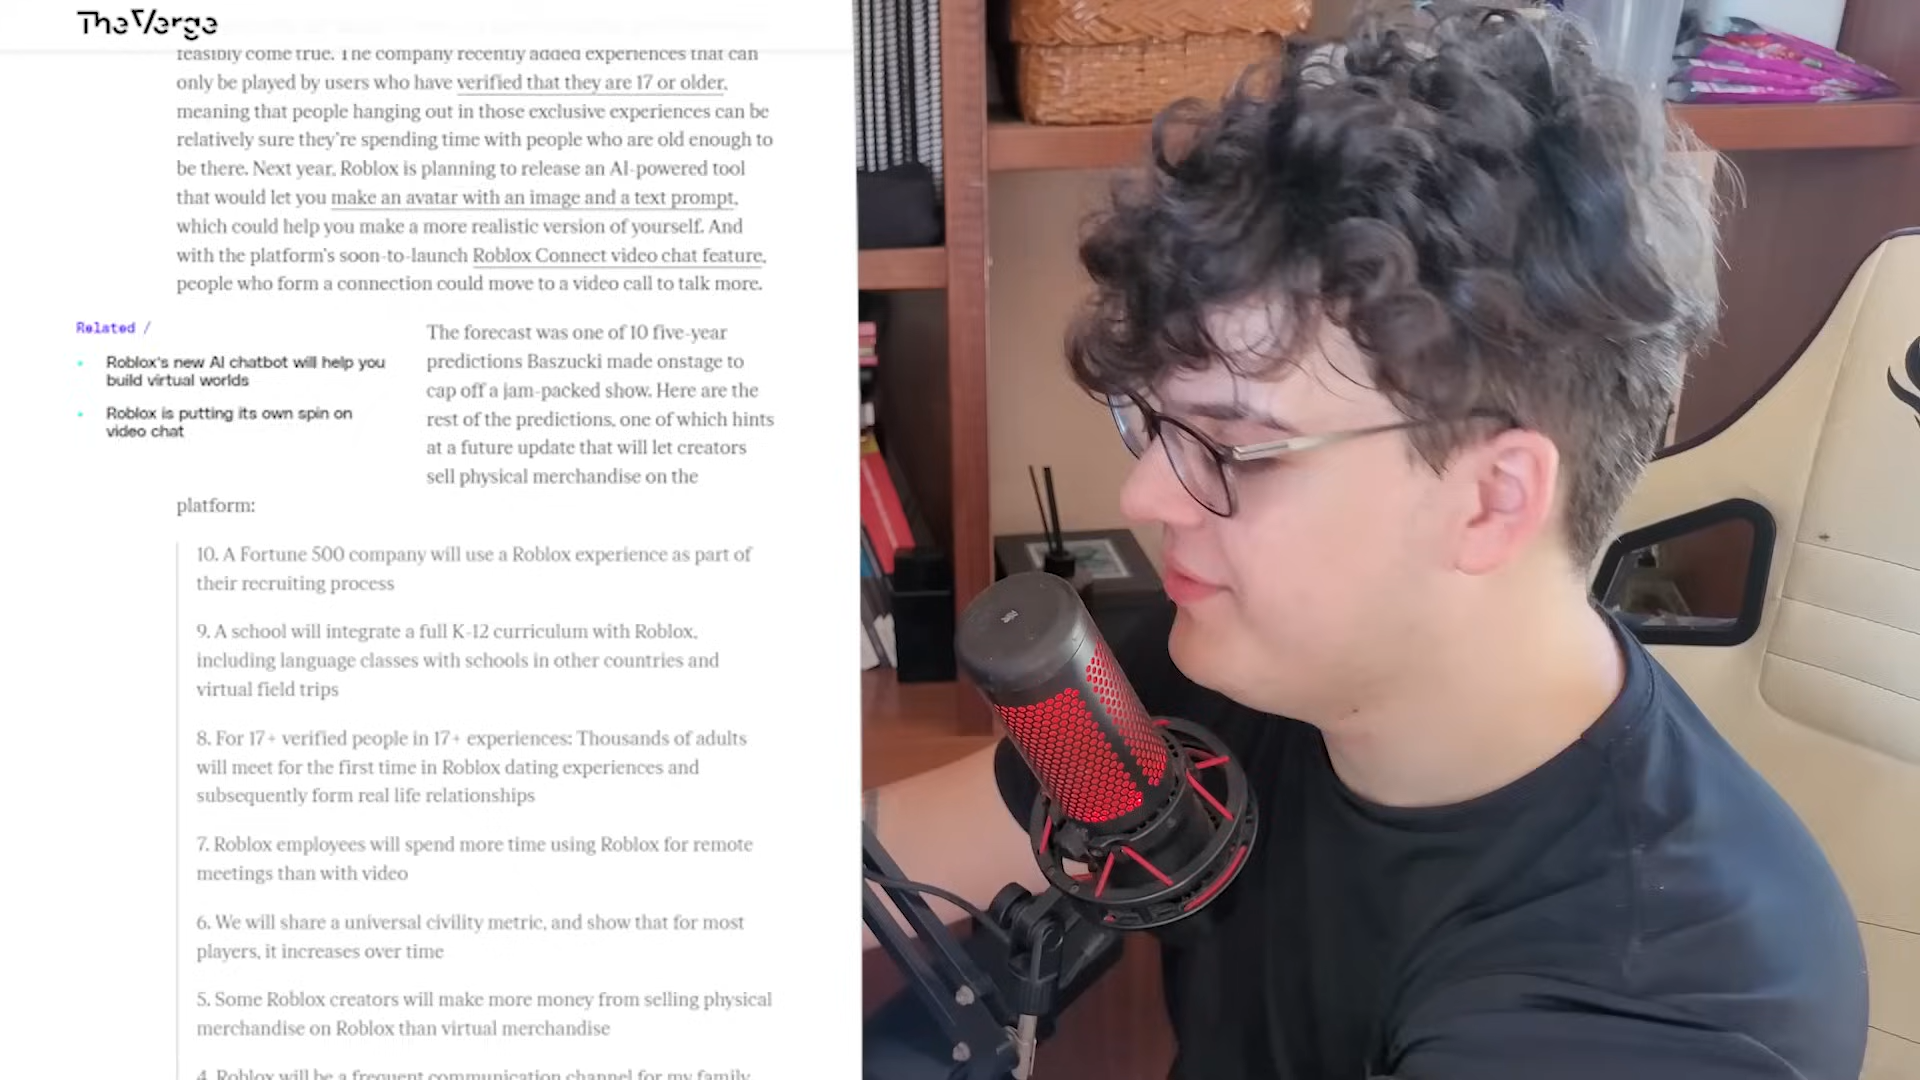 The Verge
feasibly come true. The company recently added experiences that can
only be played by users who have verified that they are 17 or older,
meaning that people hanging out in those exclusive experiences can be
relatively sure they're spending time with people who are old enough to
be there. Next year, Roblox is planning to release an AI-powered tool
that would let you make an avatar with an image and a text prompt,
which could help you make a more realistic version of yourself. And
with the platform's soon-to-launch Roblox Connect video chat feature,
people who form a connection could move to a video call to talk more.
Related /
Roblox's new AI chatbot will help you
build virtual worlds
Roblox is putting its own spin on
video chat
The forecast was one of 10 five-year
predictions Baszucki made onstage to
cap off a jam-packed show. Here are the
rest of the predictions, one of which hints
at a future update that will let creators
sell physical merchandise on the
platform:
10. A Fortune 500 company will use a Roblox experience as part of
their recruiting process
9. A school will integrate a full K-12 curriculum with Roblox,
including language classes with schools in other countries and
virtual field trips
8. For 17+ verified people in 17+ experiences: Thousands of adults
will meet for the first time in Roblox dating experiences and
subsequently form real life relationships
7. Roblox employees will spend more time using Roblox for remote
meetings than with video
6. We will share a universal civility metric, and show that for most
players, it increases over time
5. Some Roblox creators will make more money from selling physical
merchandise on Roblox than virtual merchandise
4. Roblox will be a frequent communication channel for my family,